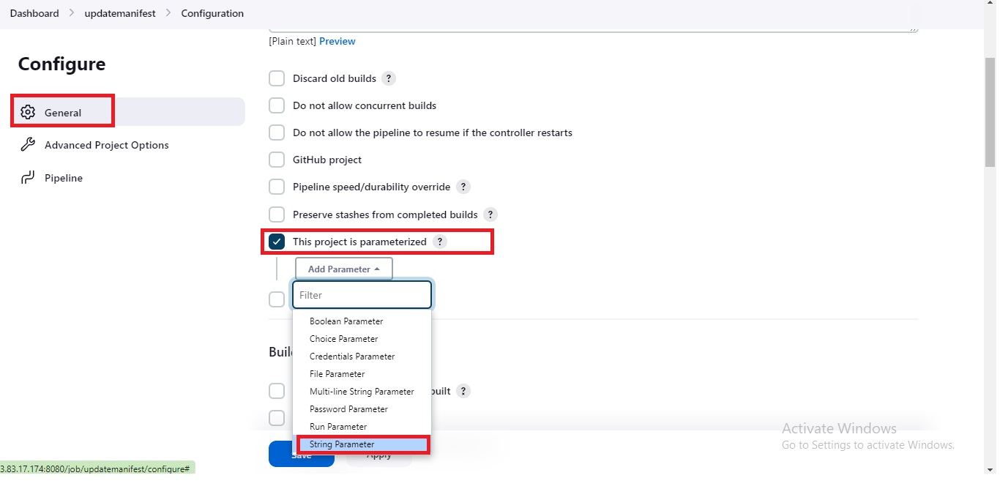 Dashboard > updatemanifest > Configuration
[Plain text] Preview
Configure
General
Advanced Project Options
Pipeline
Discard old builds ?
Do not allow concurrent builds
Do not allow the pipeline to resume if the controller restarts
GitHub project
Pipeline speed/durability override ?
Preserve stashes from completed builds ?
This project is parameterized ?
Add Parameter
Filter
Boolean Parameter
Choice Parameter
Credentials Parameter
File Parameter
Multi-line String Parameter
Password Parameter
Run Parameter
String Parameter
Buil
built ?
Save
Apply
Activate Windows
Go to Settings to activate Windows.
3.83.17.174:8080/job/updatemanifest/configure#